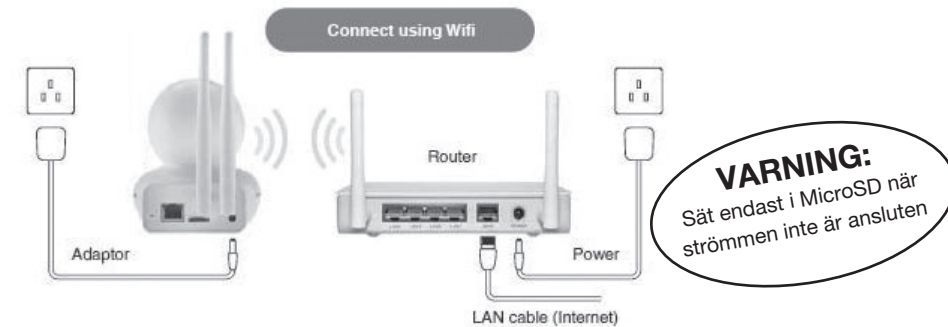 Connect using Wifi
Router
VARNING:
Sät endast i MicroSD när
strömmen inte är ansluten
Adaptor
Power
LAN cable (Internet)